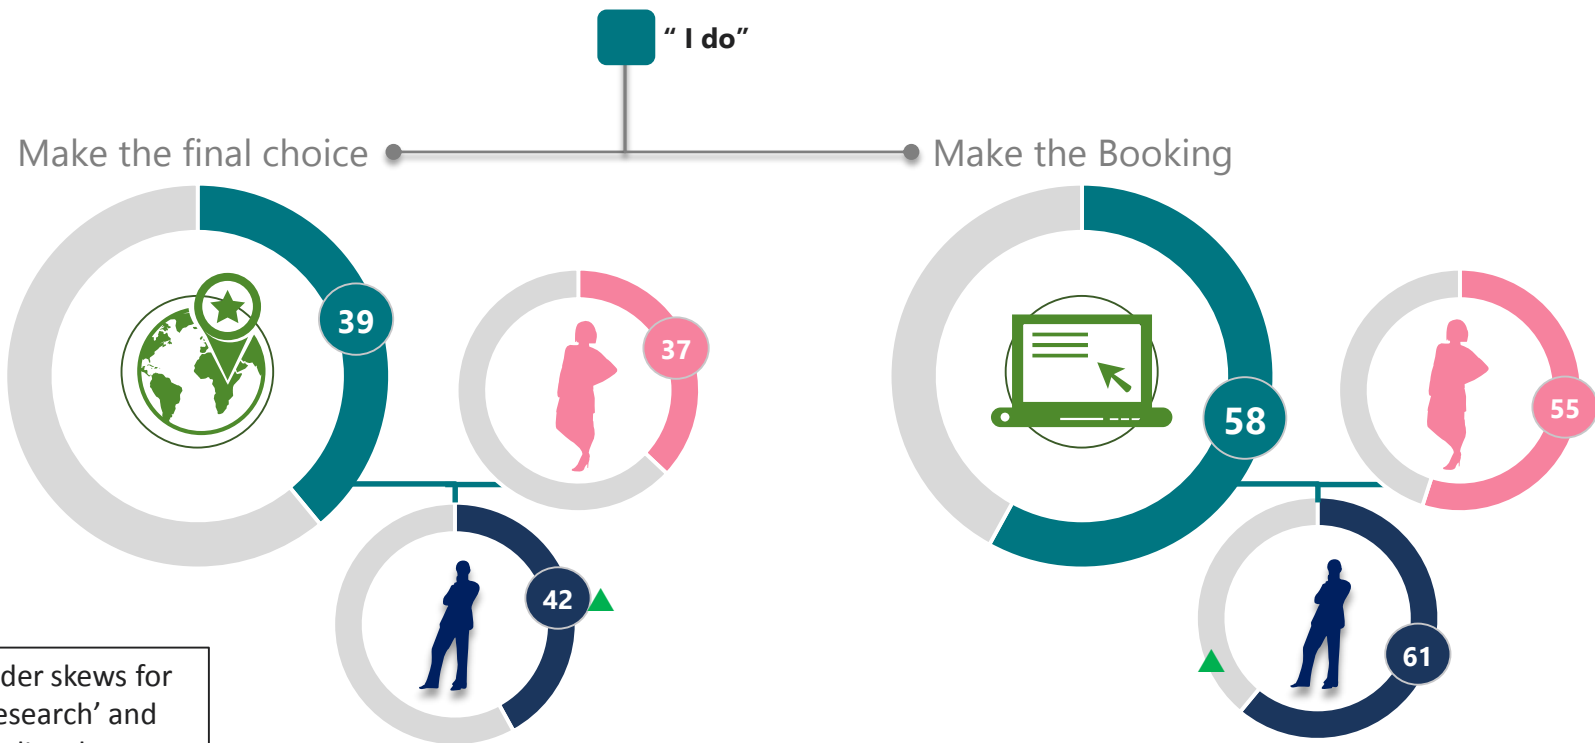 “ I do”
Make the final choice
Make the Booking
39
37
58
55
42
61
der skews for
esearch’ and